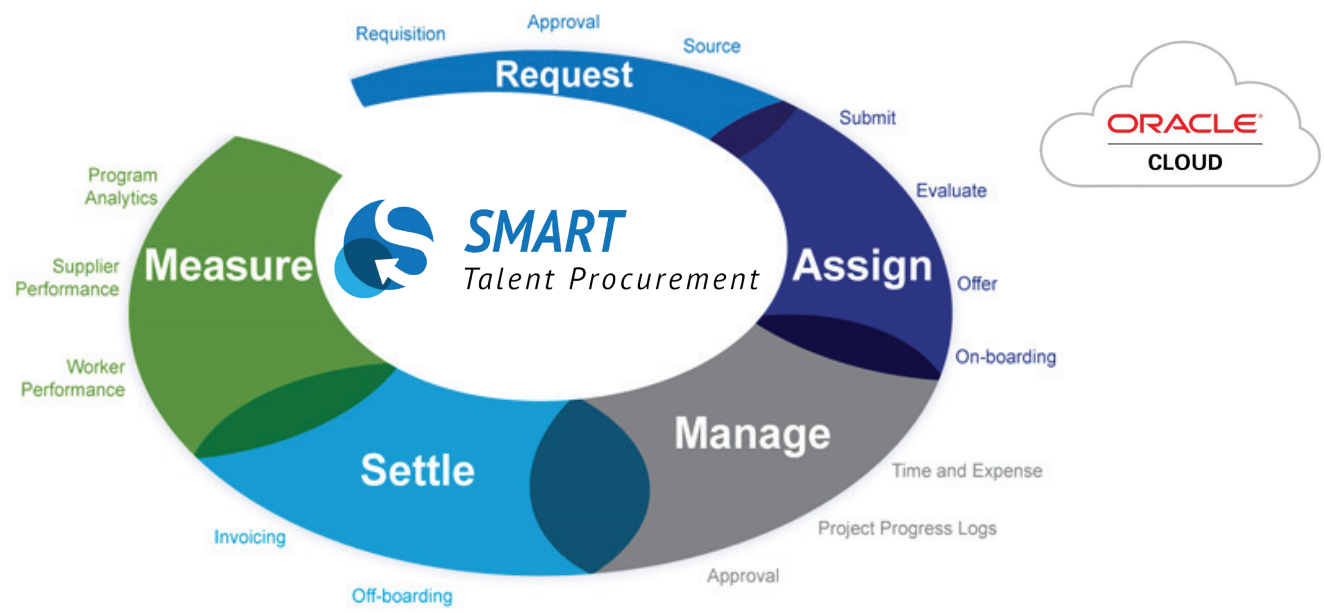 Requisition
Approval
Source
Request
Submit
Evaluate
Assign
Offer
On-boarding
Manage
Time and Expense
Project Progress Logs
Approval
Settle
Off-boarding
Invoicing
Measure
Worker
Performance
Supplier
Performance
Program
Analytics
S
SMART
Talent Procurement
ORACLE®
CLOUD